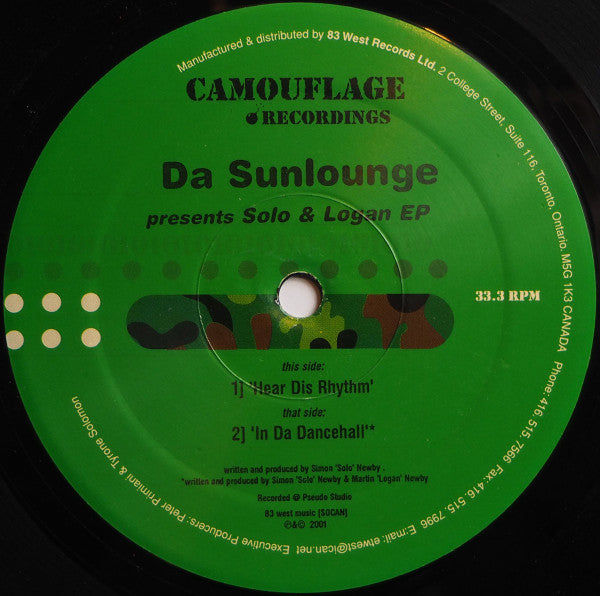 Manufactured & distributed by 83 West Records Ltd. 2 College Street, Suite 116, Toronto, Ontario. M5G 1K3 CANADA Phone: 416. 515. 7566 Fax: 416. 515. 7996 E:mail: etwest@ican.net Executive Producers: Peter Primiani & Tyrone Solomon
CAMOUFLAGE
RECORDINGS
Da Sunlounge
presents Solo & Logan EP
33.3 RPM
this side:
1] 'Hear Dis Rhythm'
that side:
2] 'In Da Dancehall'*
written and produced by Simon 'Solo' Newby .
*written and produced by Simon 'Solo' Newby & Martin 'Logan' Newby
Recorded @ Pseudo Studio
83 west music [SOCAN]
℗&© 2001